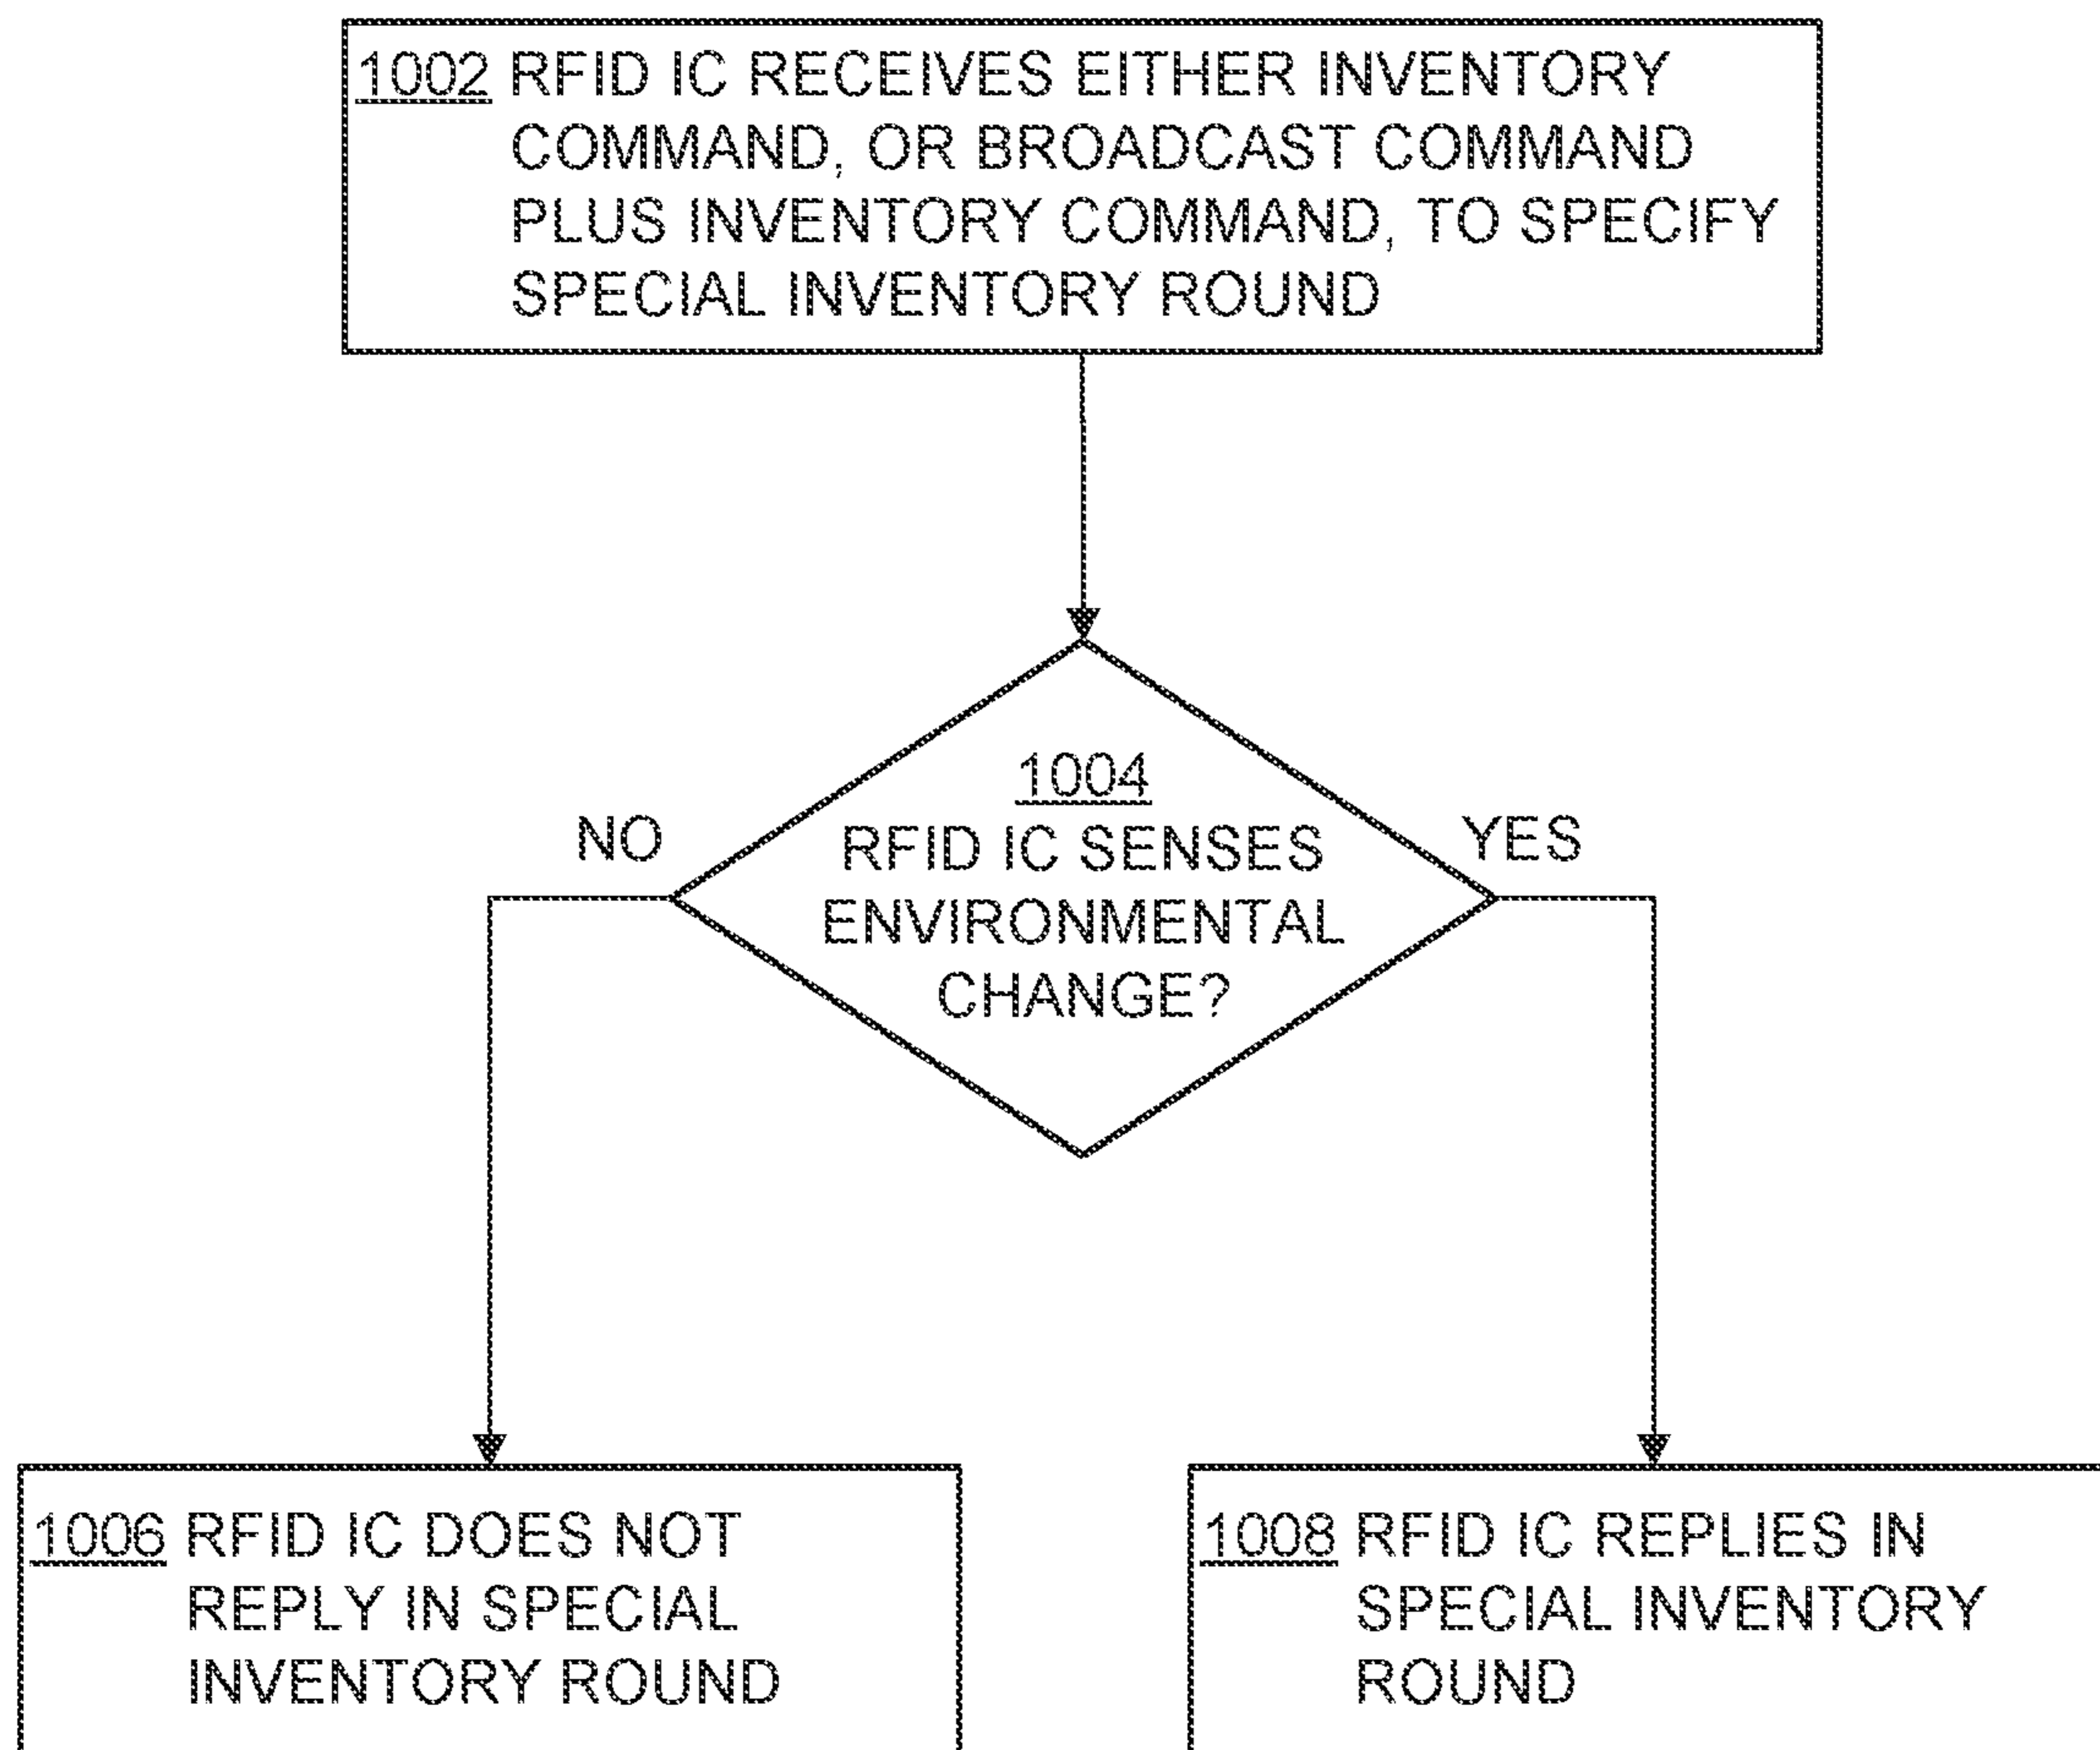 1002 RFID IC RECEIVES EITHER INVENTORY
COMMAND, OR BROADCAST COMMAND
PLUS INVENTORY COMMAND, TO SPECIFY
SPECIAL INVENTORY ROUND
1004
RFID IC SENSES
ENVIRONMENTAL
CHANGE?
NO
YES
1006 RFID IC DOES NOT
REPLY IN SPECIAL
INVENTORY ROUND
1008 RFID IC REPLIES IN
SPECIAL INVENTORY
ROUND